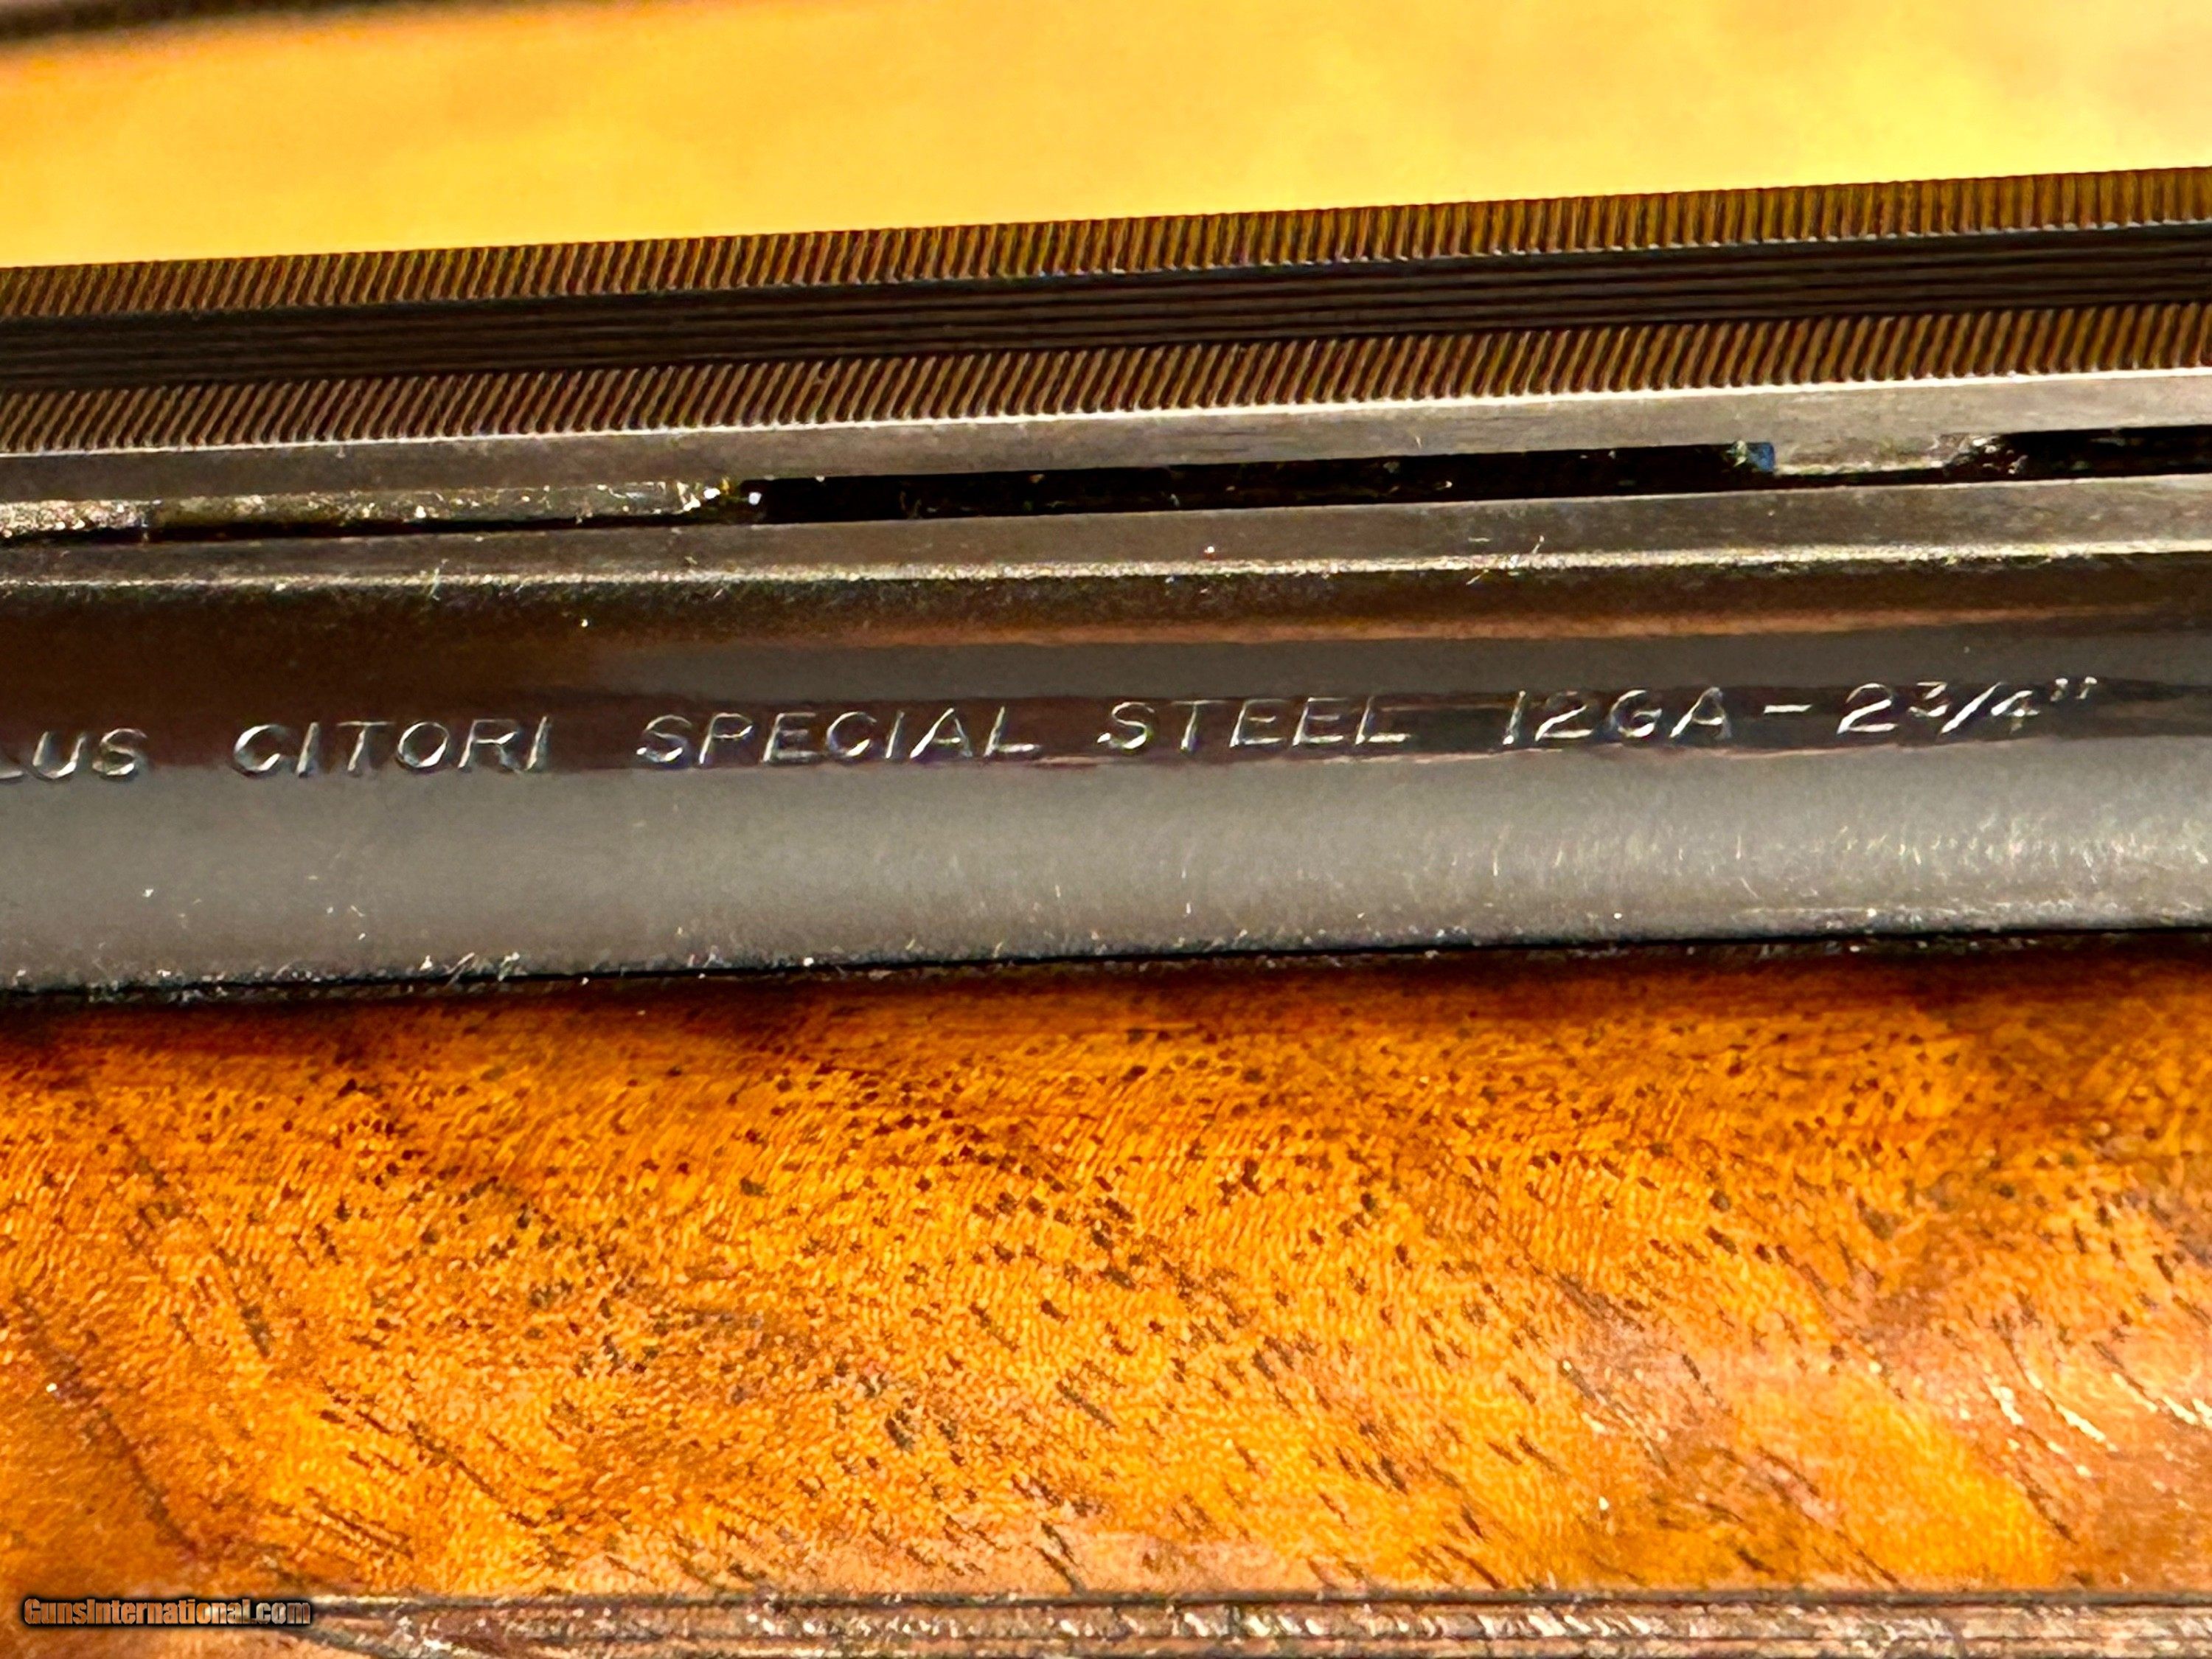 LUS CITORI SPECIAL STEEL 12GA - 2¾"
GunsInternational.com